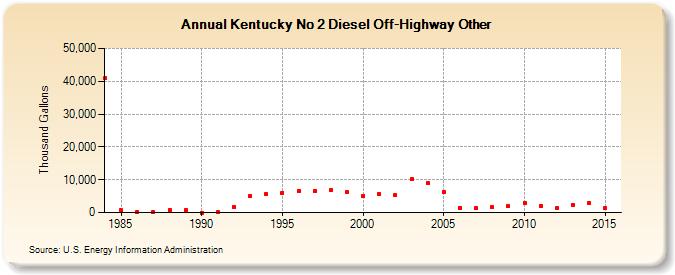 Annual Kentucky No 2 Diesel Off-Highway Other
Thousand Gallons
50,000
40,000
30,000
20,000
10,000
0
1985 1990 1995 2000 2005 2010 2015
Source: U.S. Energy Information Administration